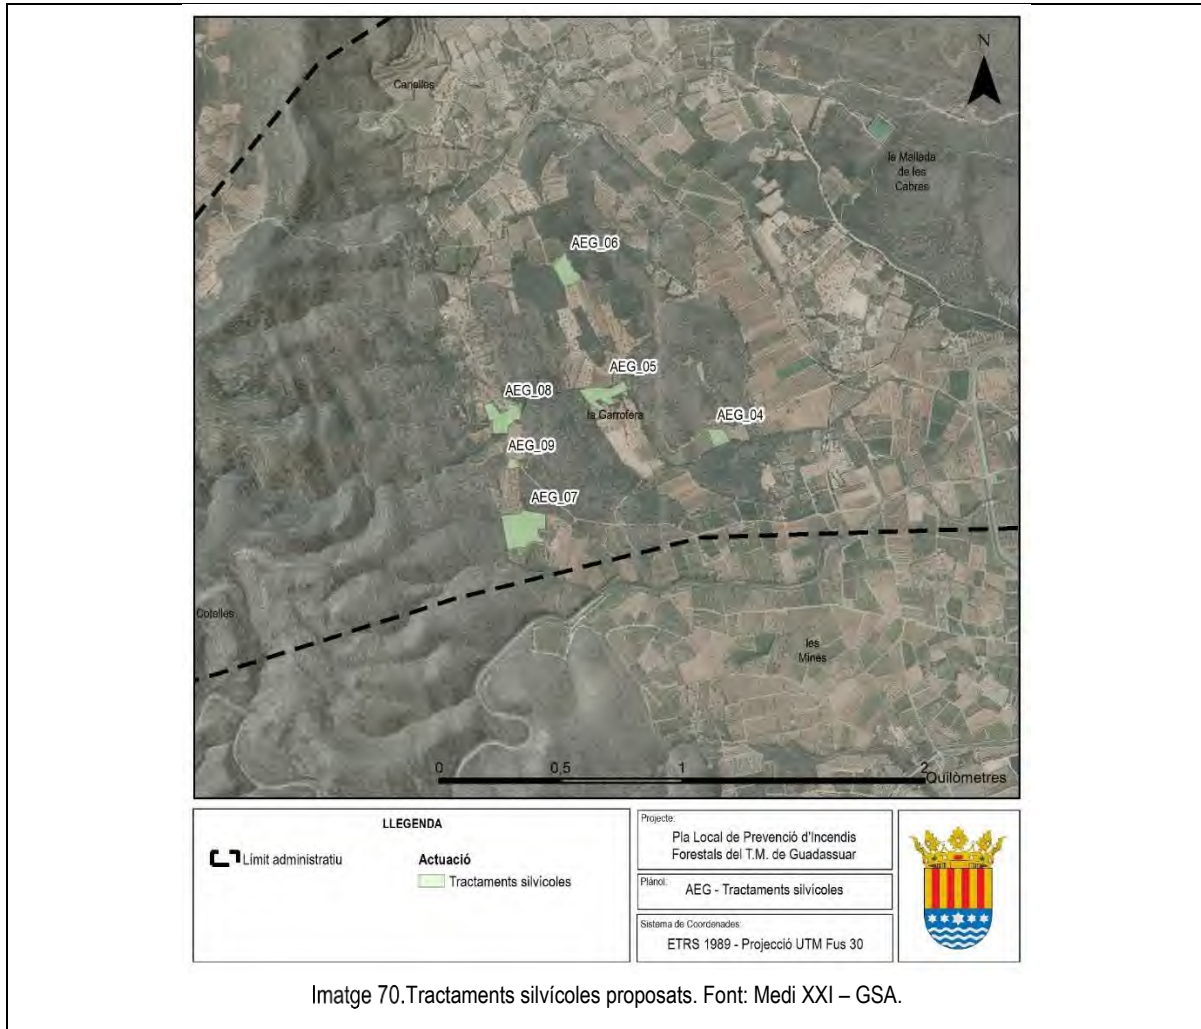 N
Canelles
la Mallada
de les
Cabres
AEG_06
AEG_05
AEG_08
la Garrofera
AEG_04
AEG_09
AEG_07
Cotelles
les
Mines
0 0,5 1 2
Quilòmetres
LLEGENDA
Límit administratiu
Actuació
Tractaments silvícoles
Projecte:
Pla Local de Prevenció d'Incendis
Forestals del T.M. de Guadassuar
Plànol:
AEG - Tractaments silvícoles
Sistema de Coordenades:
ETRS 1989 - Projecció UTM Fus 30
Imatge 70.Tractaments silvícoles proposats. Font: Medi XXI – GSA.